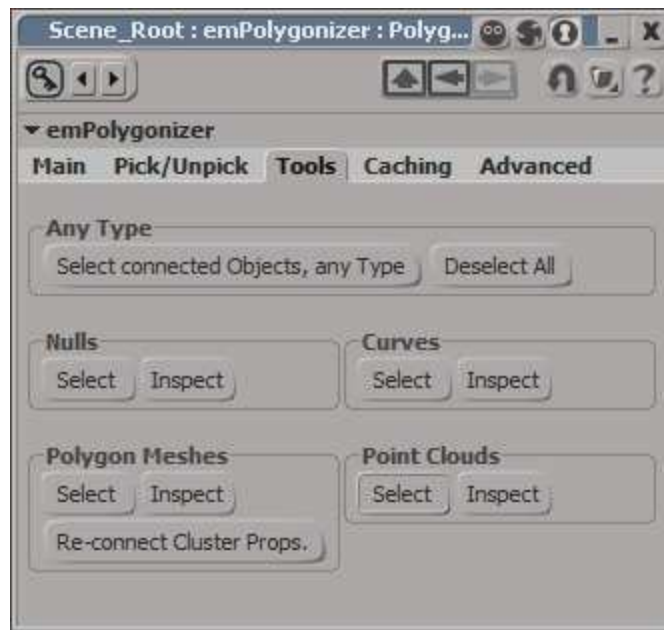 Scene_Root : emPolygonizer : Polyg...
emPolygonizer
Main Pick/Unpick Tools Caching Advanced
Any Type
Select connected Objects, any Type Deselect All
Nulls Curves
Select Inspect Select Inspect
Polygon Meshes Point Clouds
Select Inspect Select Inspect
Re-connect Cluster Props.